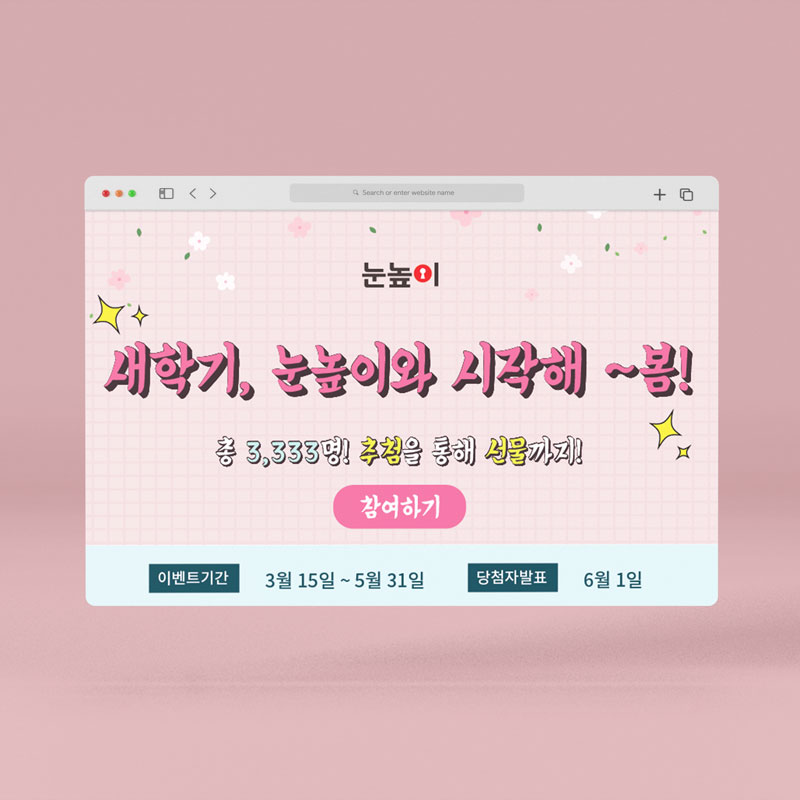 Search or enter website name
눈높이
새학기, 눈높이와 시작해 ~봄!
총 3,333명! 추첨을 통해 선물까지!
참여하기
이벤트기간 3월 15일 ~ 5월 31일 당첨자발표 6월 1일